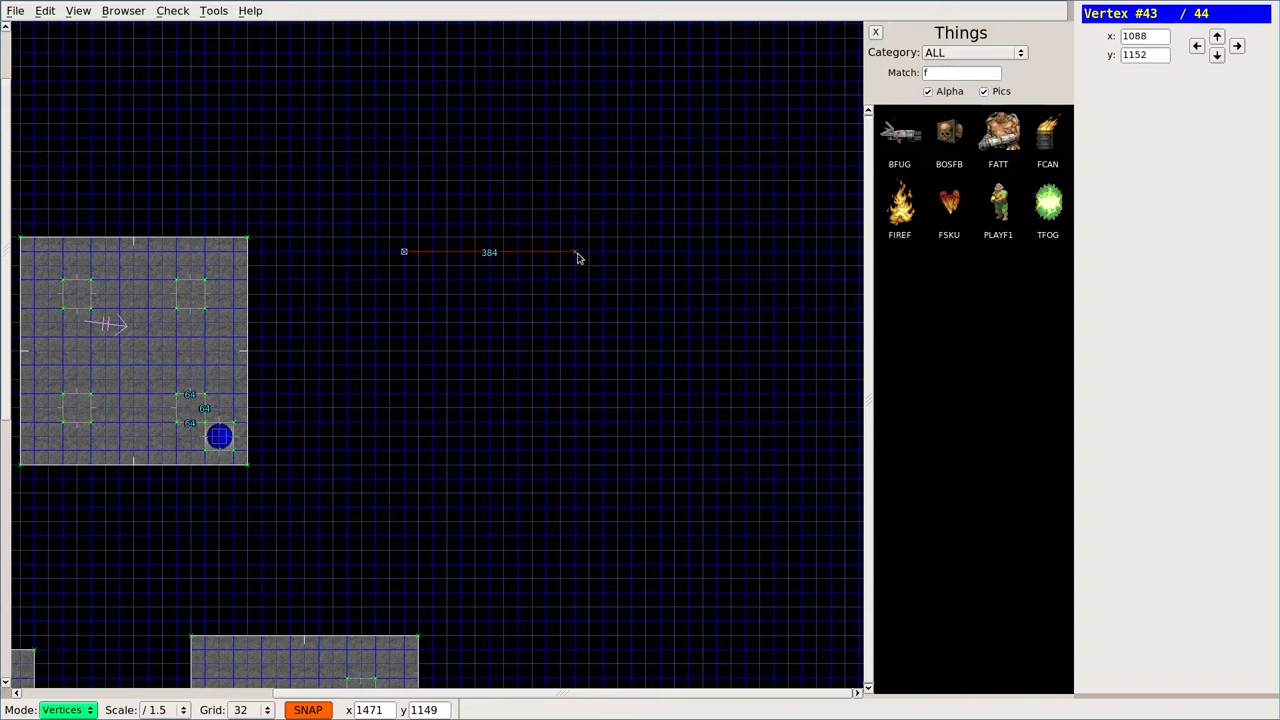 File Edit View Browser Check Tools Help
Vertex #43 / 44
x: 1088
y: 1152
X Things
Category: ALL
Match: f
Alpha Pics
BFUG BOSFB FATT FCAN
FIREF FSKU PLAYF1 TFOG
384
64
64
64
Mode: Vertices Scale: / 1.5 Grid: 32 SNAP x 1471 y 1149